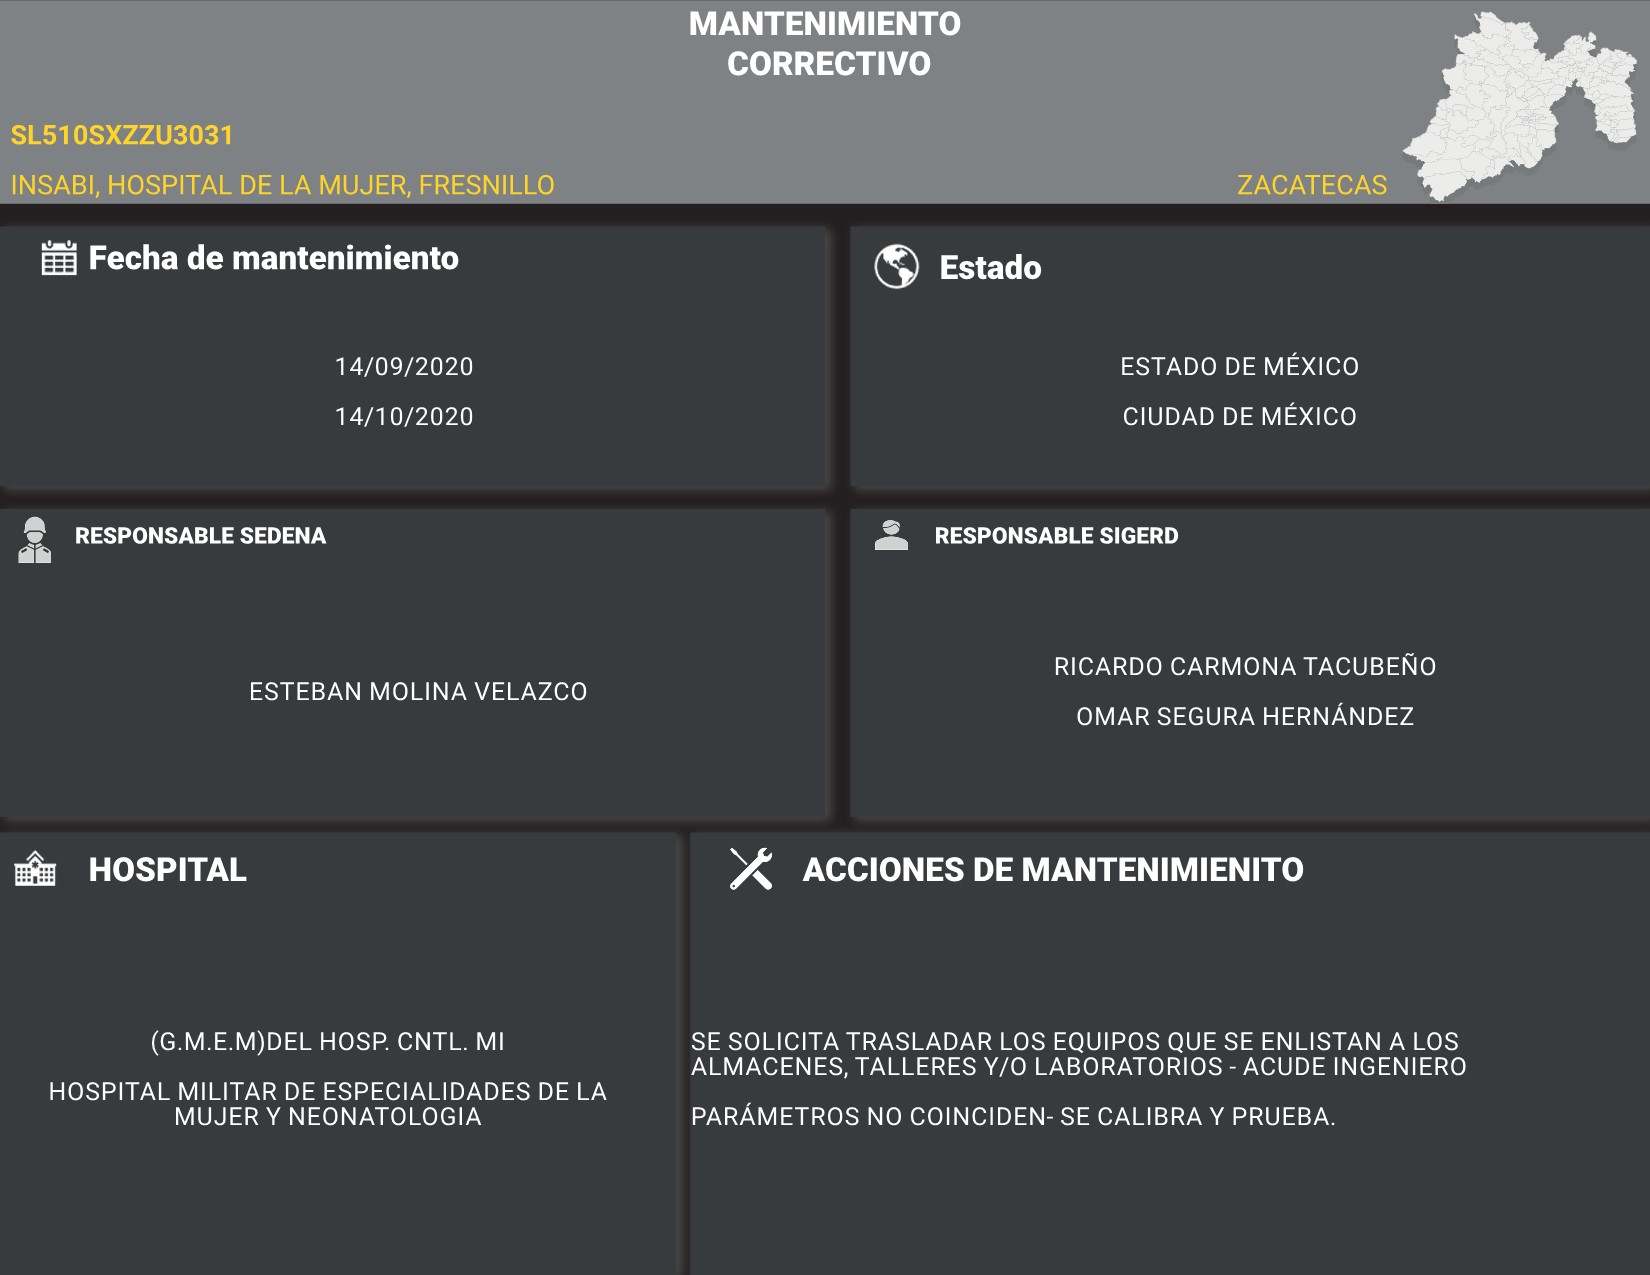 MANTENIMIENTO
CORRECTIVO
SL510SXZZU3031
INSABI, HOSPITAL DE LA MUJER, FRESNILLO
ZACATECAS
Fecha de mantenimiento
14/09/2020
14/10/2020
Estado
ESTADO DE MÉXICO
CIUDAD DE MÉXICO
RESPONSABLE SEDENA
ESTEBAN MOLINA VELAZCO
RESPONSABLE SIGERD
RICARDO CARMONA TACUBEÑO
OMAR SEGURA HERNÁNDEZ
HOSPITAL
(G.M.E.M)DEL HOSP. CNTL. MI
HOSPITAL MILITAR DE ESPECIALIDADES DE LA
MUJER Y NEONATOLOGIA
ACCIONES DE MANTENIMIENITO
SE SOLICITA TRASLADAR LOS EQUIPOS QUE SE ENLISTAN A LOS
ALMACENES, TALLERES Y/O LABORATORIOS - ACUDE INGENIERO
PARÁMETROS NO COINCIDEN- SE CALIBRA Y PRUEBA.